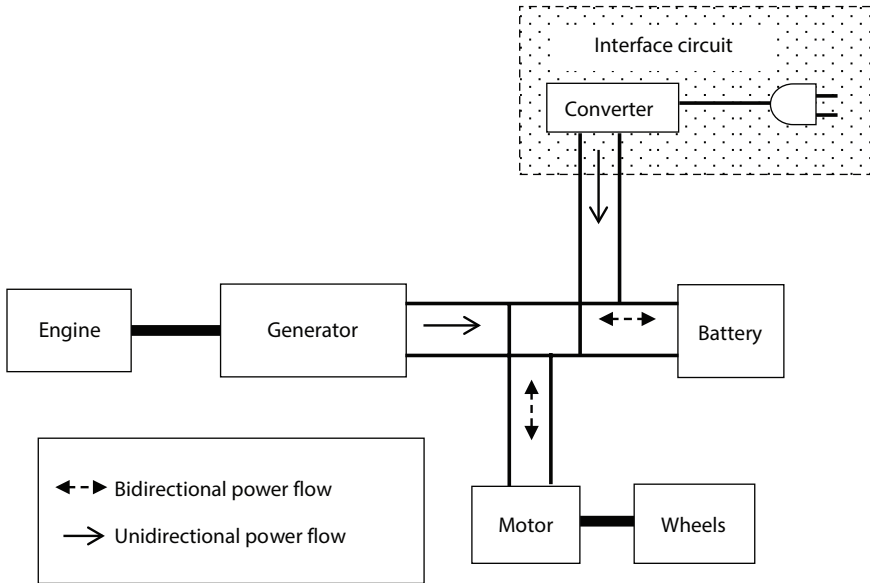 Interface circuit
Converter
Engine
Generator
Battery
Bidirectional power flow
Unidirectional power flow
Motor
Wheels